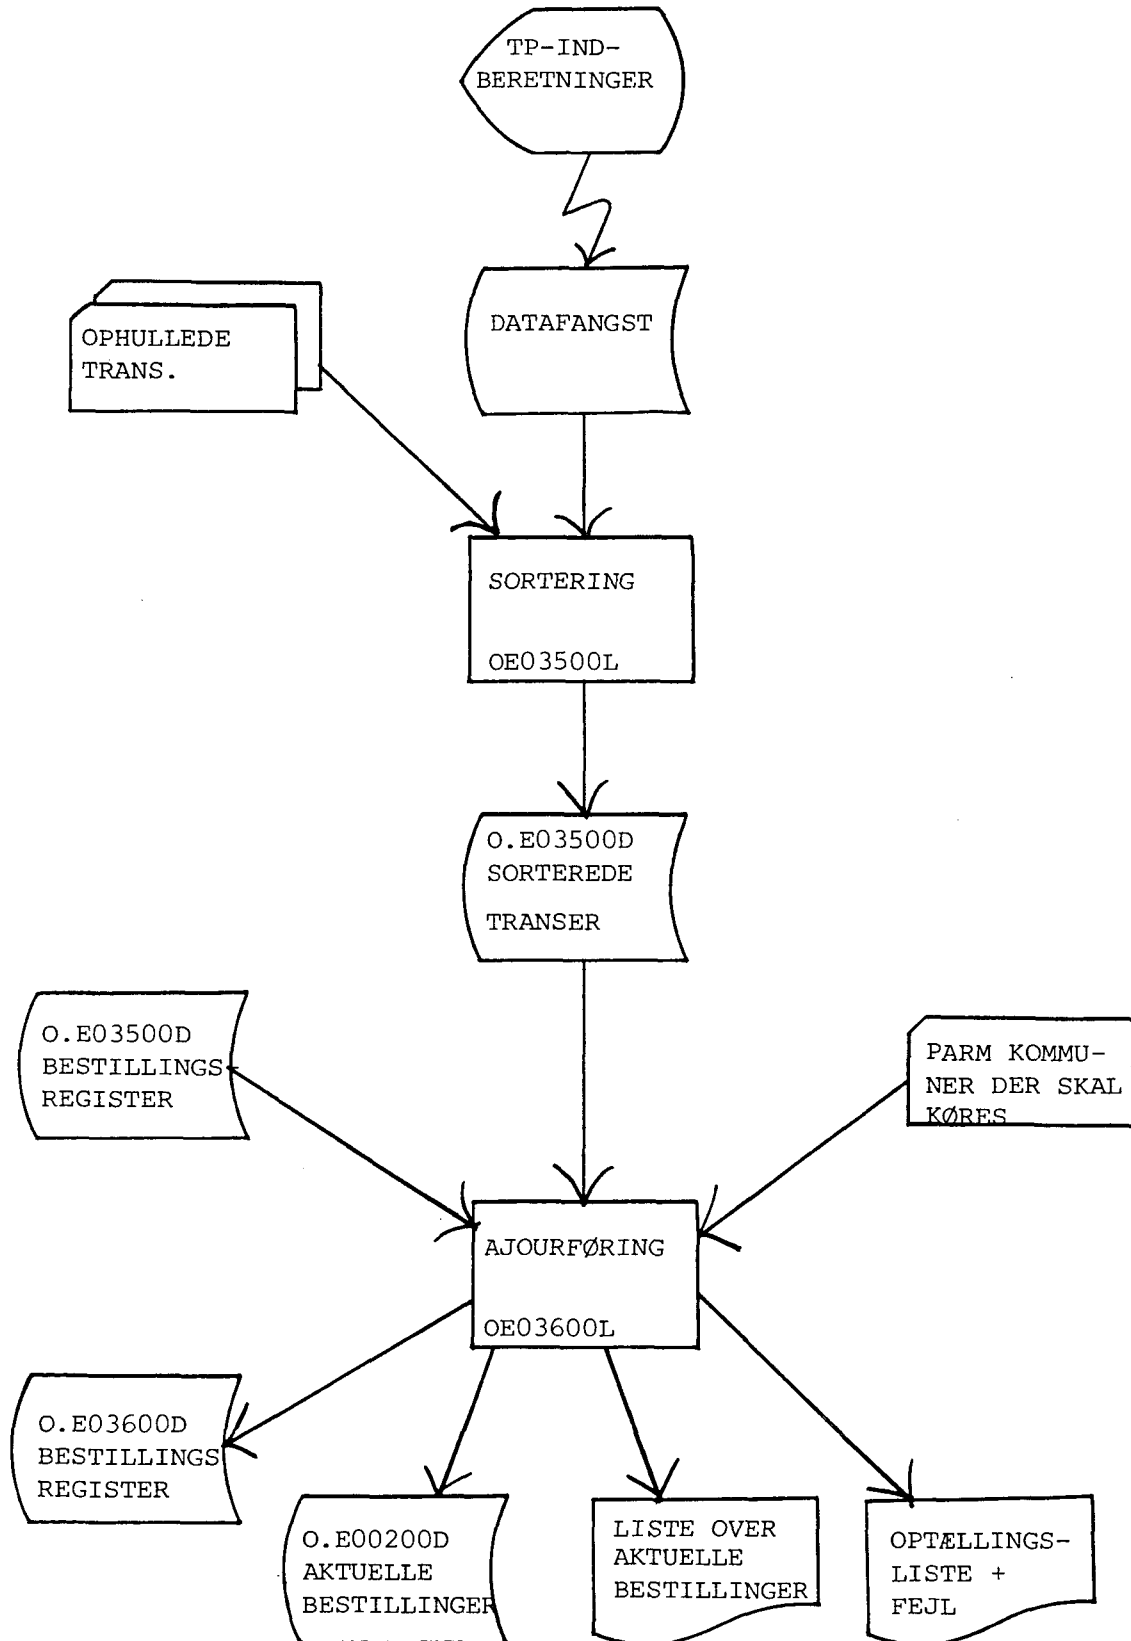 TP-IND-
BERETNINGER
DATAFANGST
OPHULLEDE
TRANS.
SORTERING
OE03500L
O.E03500D
SORTEREDE
TRANSER
O.E03500D
BESTILLINGS-
REGISTER
PARM KOMMU-
NER DER SKAL
KØRES
AJOURFØRING
OE03600L
O.E03600D
BESTILLINGS
REGISTER
O.E00200D
AKTUELLE
BESTILLINGER
LISTE OVER
AKTUELLE
BESTILLINGER
OPTÆLLINGS-
LISTE +
FEJL